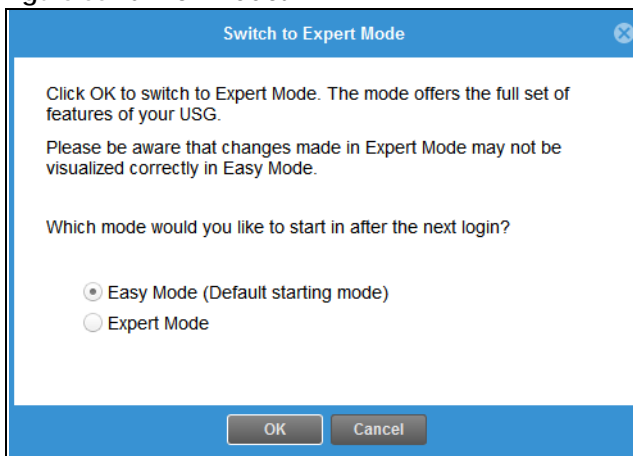 Switch to Expert Mode
Click OK to switch to Expert Mode. The mode offers the full set of
features of your USG.
Please be aware that changes made in Expert Mode may not be
visualized correctly in Easy Mode.
Which mode would you like to start in after the next login?
Easy Mode (Default starting mode)
Expert Mode
OK Cancel